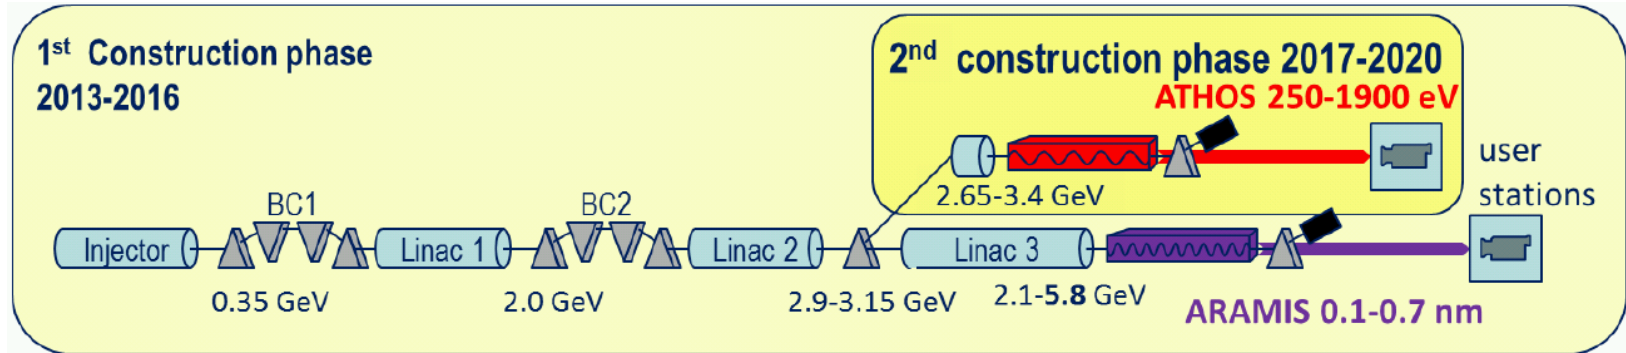 1st Construction phase
2013-2016
2nd construction phase 2017-2020
ATHOS 250-1900 eV
user
stations
2.65-3.4 GeV
BC1
BC2
Injector
Linac 1
Linac 2
Linac 3
0.35 GeV
2.0 GeV
2.9-3.15 GeV
2.1-5.8 GeV
ARAMIS 0.1-0.7 nm